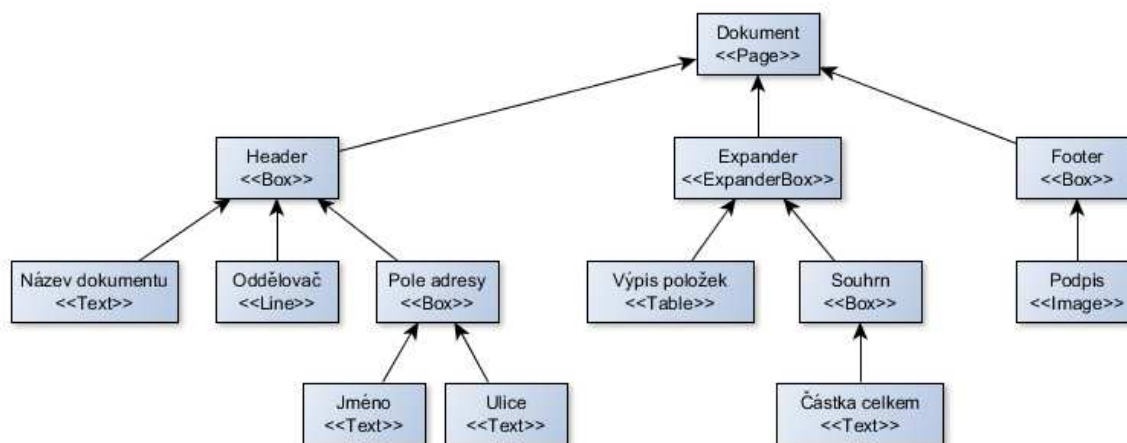 Dokument
<<Page>>
Header
<<Box>>
Expander
<<ExpanderBox>>
Footer
<<Box>>
Název dokumentu
<<Text>>
Oddělovač
<<Line>>
Pole adresy
<<Box>>
Výpis položek
<<Table>>
Souhrn
<<Box>>
Podpis
<<Image>>
Jméno
<<Text>>
Ulice
<<Text>>
Částka celkem
<<Text>>